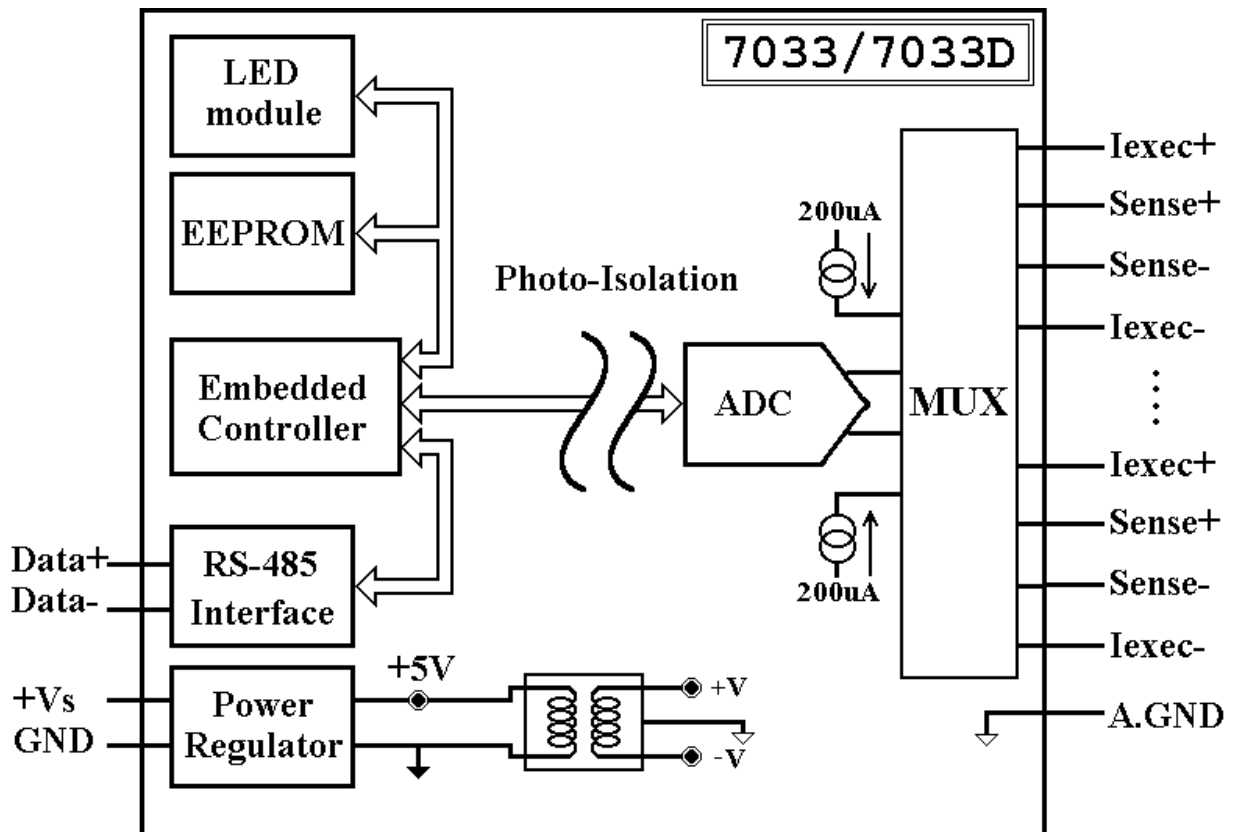 7033/7033D
LED
module
EEPROM
Embedded
Controller
RS-485
Interface
Power
Regulator
Data+
Data-
+Vs
GND
+5V
+V
-V
Photo-Isolation
ADC
200uA
200uA
MUX
Iexec+
Sense+
Sense-
Iexec-
Iexec+
Sense+
Sense-
Iexec-
A.GND